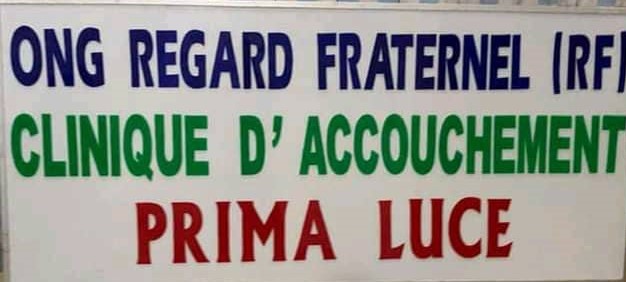 ONG REGARD FRATERNEL (RF)
CLINIQUE D' ACCOUCHEMENT
PRIMA LUCE